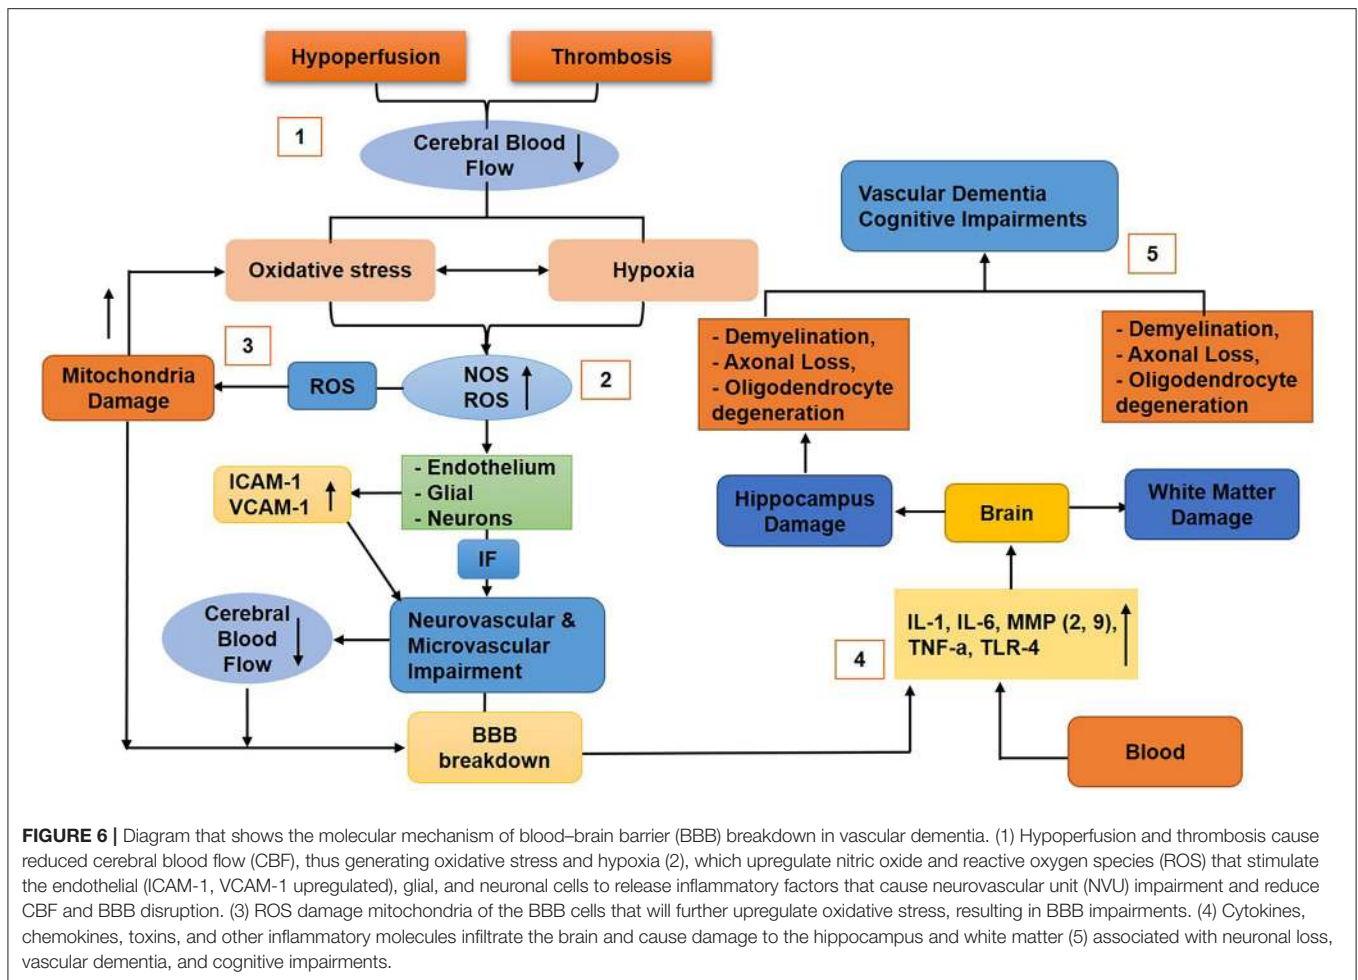 Hypoperfusion
Thrombosis
1
Cerebral Blood
Flow
Oxidative stress
Hypoxia
3
Mitochondria
Damage
ROS
NOS
ROS
2
ICAM-1
VCAM-1
- Endothelium
- Glial
- Neurons
IF
Cerebral
Blood
Flow
Neurovascular &
Microvascular
Impairment
BBB
breakdown
Vascular Dementia
Cognitive Impairments
5
- Demyelination,
- Axonal Loss,
- Oligodendrocyte
degeneration
- Demyelination,
- Axonal Loss,
- Oligodendrocyte
degeneration
Hippocampus
Damage
Brain
White Matter
Damage
IL-1, IL-6, MMP (2, 9),
TNF-a, TLR-4
4
Blood
FIGURE 6 | Diagram that shows the molecular mechanism of blood–brain barrier (BBB) breakdown in vascular dementia. (1) Hypoperfusion and thrombosis cause
reduced cerebral blood flow (CBF), thus generating oxidative stress and hypoxia (2), which upregulate nitric oxide and reactive oxygen species (ROS) that stimulate
the endothelial (ICAM-1, VCAM-1 upregulated), glial, and neuronal cells to release inflammatory factors that cause neurovascular unit (NVU) impairment and reduce
CBF and BBB disruption. (3) ROS damage mitochondria of the BBB cells that will further upregulate oxidative stress, resulting in BBB impairments. (4) Cytokines,
chemokines, toxins, and other inflammatory molecules infiltrate the brain and cause damage to the hippocampus and white matter (5) associated with neuronal loss,
vascular dementia, and cognitive impairments.